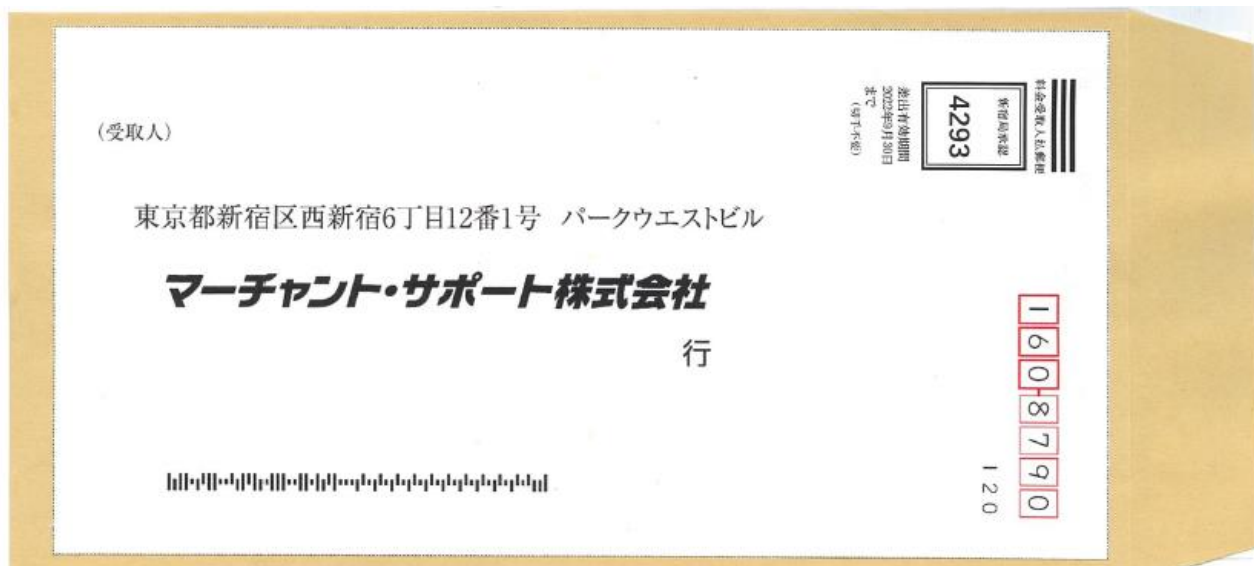 料金受取人払郵便
新宿局承認
4293
差出有効期間
2022年9月30日
まで
(切手不要)
(受取人)
東京都新宿区西新宿6丁目12番1号 パークウエストビル
マーチャント・サポート株式会社
行
160-8790
120